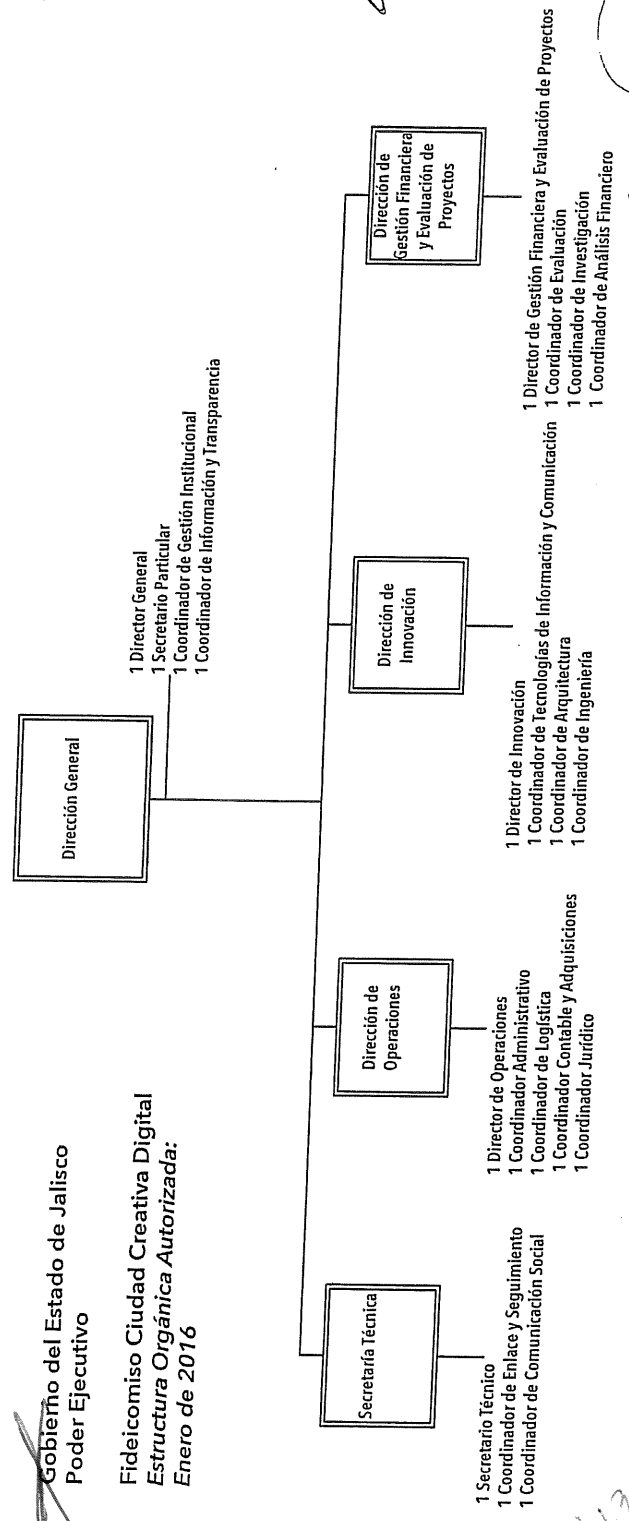 Gobierno del Estado de Jalisco
Poder Ejecutivo
Fideicomiso Ciudad Creativa Digital
Estructura Orgánica Autorizada:
Enero de 2016
Dirección General
1 Director General
1 Secretario Particular
1 Coordinador de Gestión Institucional
1 Coordinador de Información y Transparencia
Secretaría Técnica
1 Secretario Técnico
1 Coordinador de Enlace y Seguimiento
1 Coordinador de Comunicación Social
Dirección de
Operaciones
1 Director de Operaciones
1 Coordinador Administrativo
1 Coordinador de Logística
1 Coordinador Contable y Adquisiciones
1 Coordinador Jurídico
Dirección de
Innovación
1 Director de Innovación
1 Coordinador de Tecnologías de Información y Comunicación
1 Coordinador de Arquitectura
1 Coordinador de Ingeniería
Dirección de
Gestión Financiera
y Evaluación de
Proyectos
1 Director de Gestión Financiera y Evaluación de Proyectos
1 Coordinador de Evaluación
1 Coordinador de Investigación
1 Coordinador de Análisis Financiero